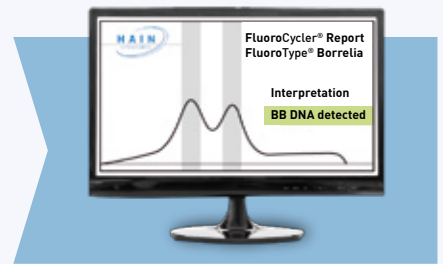 HAIN
FluoroCycler® Report
FluoroType® Borrelia
Interpretation
BB DNA detected